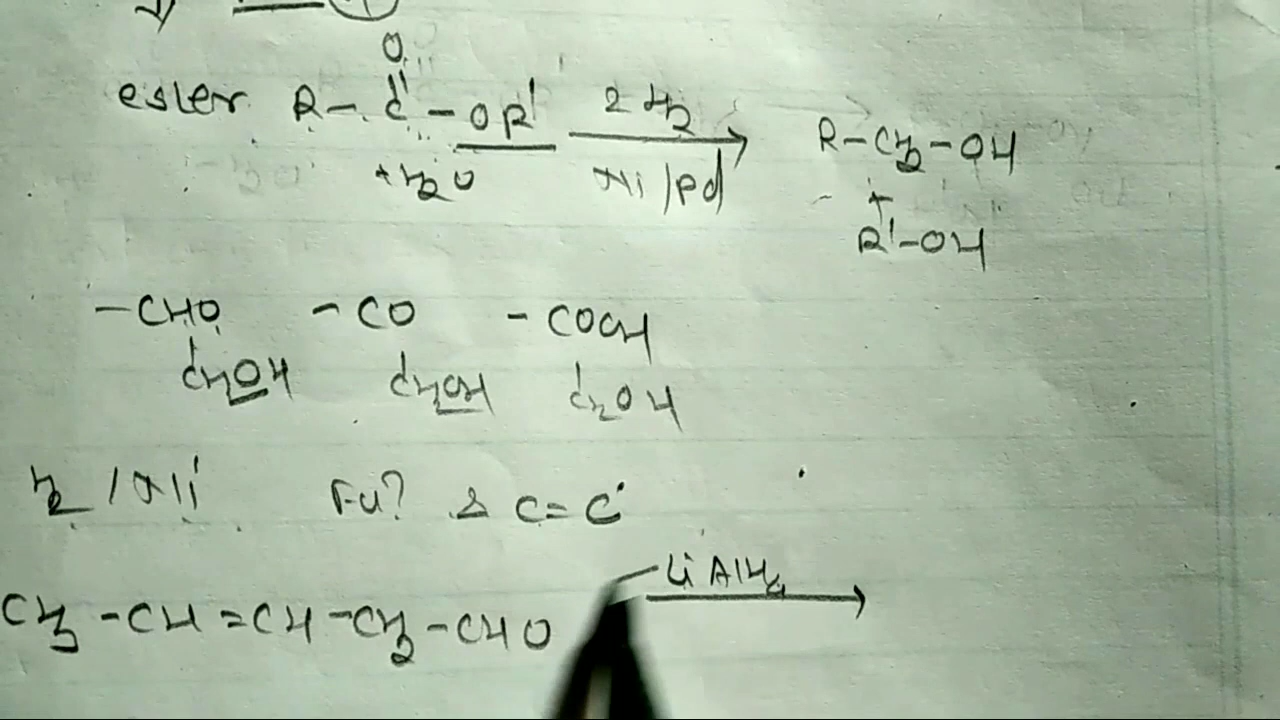 O
ester R-C-OR' 2H2 R-CH2-OH
+H2O Ni/Pd +
R'-OH
-CHO -CO -COOH
CH2OH CH2OH CH2OH
H2/Ni Fu? & C=C
LiAlH4
CH3-CH=CH-CH2-CHO